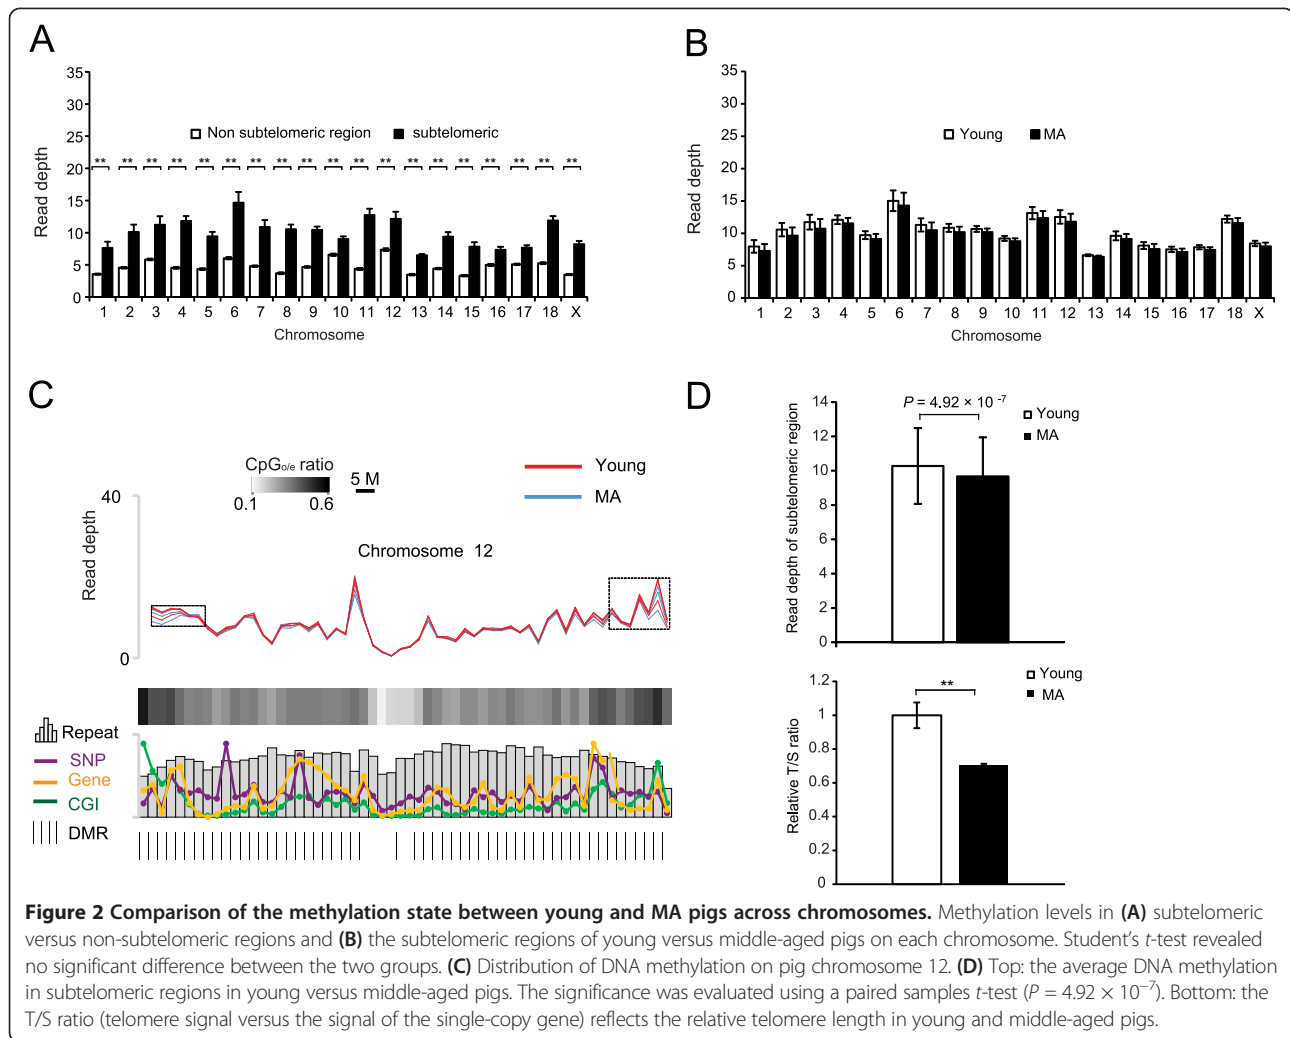 A
35
30
25
20
15
10
5
0
Read depth
Non subtelomeric region
subtelomeric
** ** ** ** ** ** ** ** ** ** ** ** ** ** ** ** ** ** **
1 2 3 4 5 6 7 8 9 10 11 12 13 14 15 16 17 18 X
Chromosome
B
35
30
25
20
15
10
5
0
Read depth
Young
MA
1 2 3 4 5 6 7 8 9 10 11 12 13 14 15 16 17 18 X
Chromosome
C
CpGo/e ratio
0.1 0.6
5 M
Young
MA
40
0
Read depth
Chromosome 12
Repeat
SNP
Gene
CGI
DMR
D
14
12
10
8
6
4
2
0
Read depth of subtelomeric region
P = 4.92 × 10 -7
Young
MA
1.2
1
0.8
0.6
0.4
0.2
0
Relative T/S ratio
**
Young
MA
Figure 2 Comparison of the methylation state between young and MA pigs across chromosomes. Methylation levels in (A) subtelomeric
versus non-subtelomeric regions and (B) the subtelomeric regions of young versus middle-aged pigs on each chromosome. Student's t-test revealed
no significant difference between the two groups. (C) Distribution of DNA methylation on pig chromosome 12. (D) Top: the average DNA methylation
in subtelomeric regions in young versus middle-aged pigs. The significance was evaluated using a paired samples t-test (P = 4.92 × 10−7). Bottom: the
T/S ratio (telomere signal versus the signal of the single-copy gene) reflects the relative telomere length in young and middle-aged pigs.